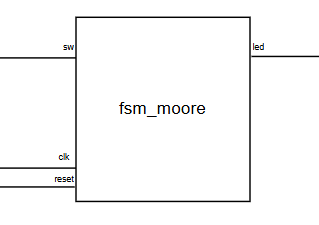 sw
led
fsm_moore
clk
reset